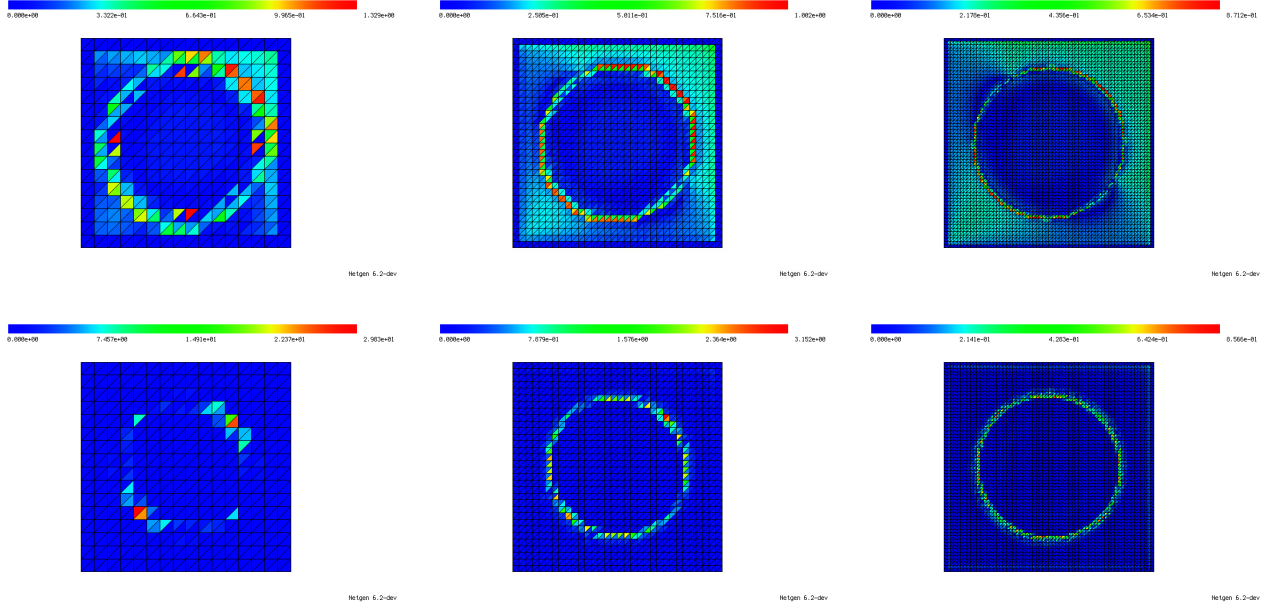 0.000e+00 3.322e-01 6.643e-01 9.965e-01 1.329e+00
0.000e+00 2.505e-01 5.011e-01 7.516e-01 1.002e+00
0.000e+00 2.178e-01 4.356e-01 6.534e-01 8.712e-01
Netgen 6.2-dev
Netgen 6.2-dev
Netgen 6.2-dev
0.000e+00 7.457e-01 1.491e-01 2.237e-01 2.983e-01
0.000e+00 7.879e-01 1.576e+00 2.364e+00 3.152e+00
0.000e+00 2.141e-01 4.283e-01 6.424e-01 8.566e-01
Netgen 6.2-dev
Netgen 6.2-dev
Netgen 6.2-dev